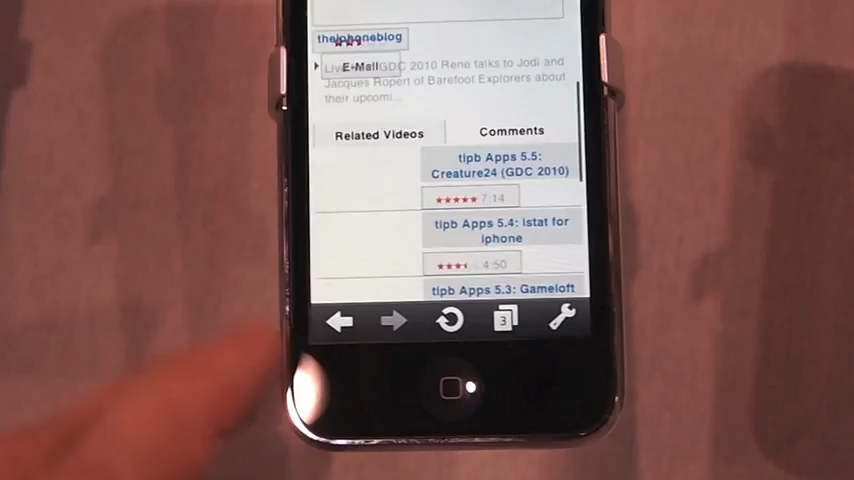 theiphoneblog
E-Mail
Live GDC 2010 Rene talks to Jodi and
Jacques Ropert of Barefoot Explorers about
their upcomi...
Related Videos
Comments
tipb Apps 5.5:
Creature24 (GDC 2010)
7:14
tipb Apps 5.4: istat for
iphone
4:50
tipb Apps 5.3: Gameloft
3